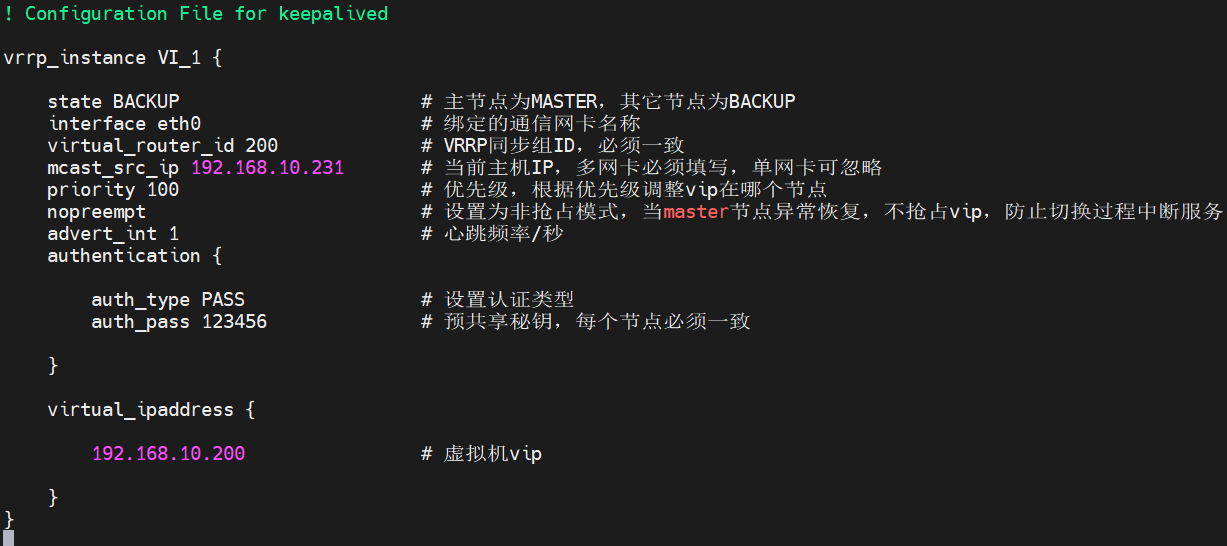 ! Configuration File for keepalived
vrrp_instance VI_1 {
state BACKUP # 主节点为MASTER，其它节点为BACKUP
interface eth0 # 绑定的通信网卡名称
virtual_router_id 200 # VRRP同步组ID，必须一致
mcast_src_ip 192.168.10.231 # 当前主机IP，多网卡必须填写，单网卡可忽略
priority 100 # 优先级，根据优先级调整vip在哪个节点
nopreempt # 设置为非抢占模式，当master节点异常恢复，不抢占vip，防止切换过程中断服务
advert_int 1 # 心跳频率/秒
authentication {
auth_type PASS # 设置认证类型
auth_pass 123456 # 预共享秘钥，每个节点必须一致
}
virtual_ipaddress {
192.168.10.200 # 虚拟机vip
}
}